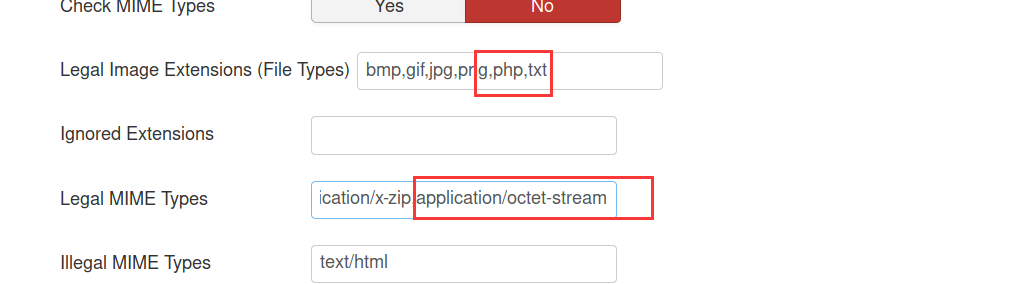 Check MIME Types Yes No
Legal Image Extensions (File Types) bmp,gif,jpg,png,php,txt
Ignored Extensions
Legal MIME Types ication/x-zip,application/octet-stream
Illegal MIME Types text/html